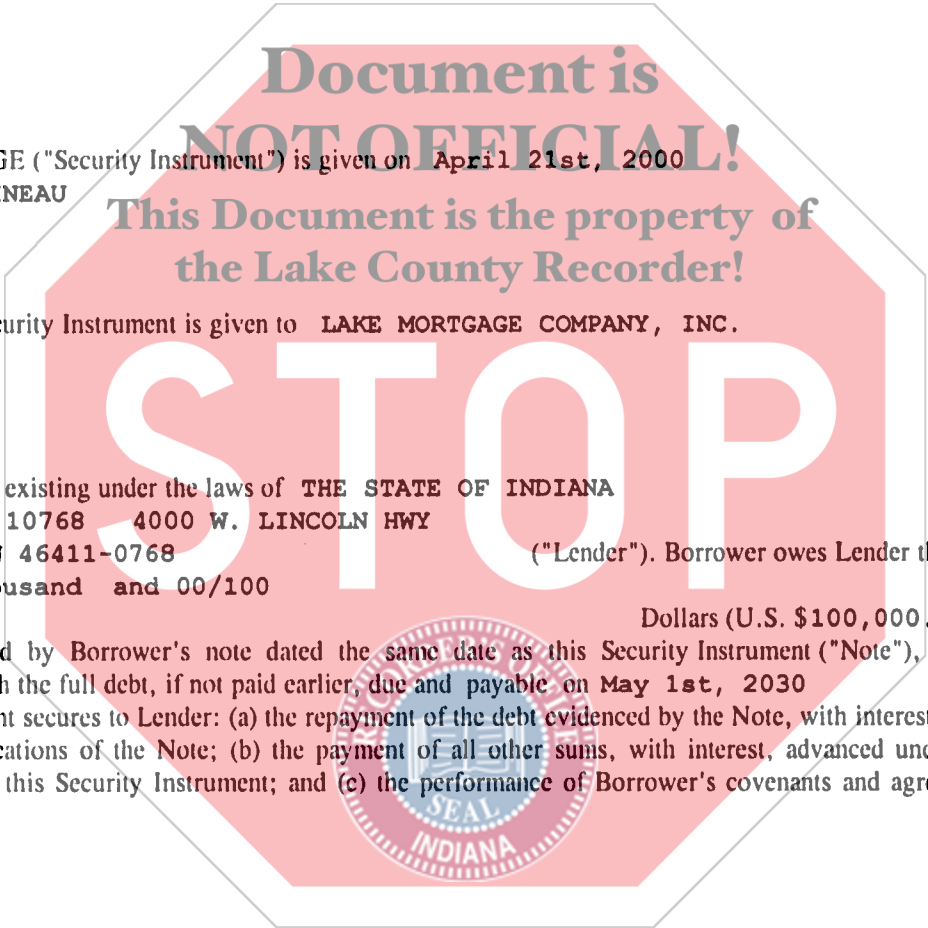 Document is
NOT OFFICIAL!
GE ("Security Instrument") is given on April 21st, 2000
INEAU
This Document is the property of
the Lake County Recorder!
curity Instrument is given to LAKE MORTGAGE COMPANY, INC.
STOP
existing under the laws of THE STATE OF INDIANA
10768 4000 W. LINCOLN HWY
46411-0768 ("Lender"). Borrower owes Lender th
usand and 00/100
Dollars (U.S. $100,000.
d by Borrower's note dated the same date as this Security Instrument ("Note"),
h the full debt, if not paid earlier, due and payable on May 1st, 2030
nt secures to Lender: (a) the repayment of the debt evidenced by the Note, with interest
cations of the Note; (b) the payment of all other sums, with interest, advanced und
this Security Instrument; and (c) the performance of Borrower's covenants and agre
RECORDER'S OFFICE
SEAL
INDIANA